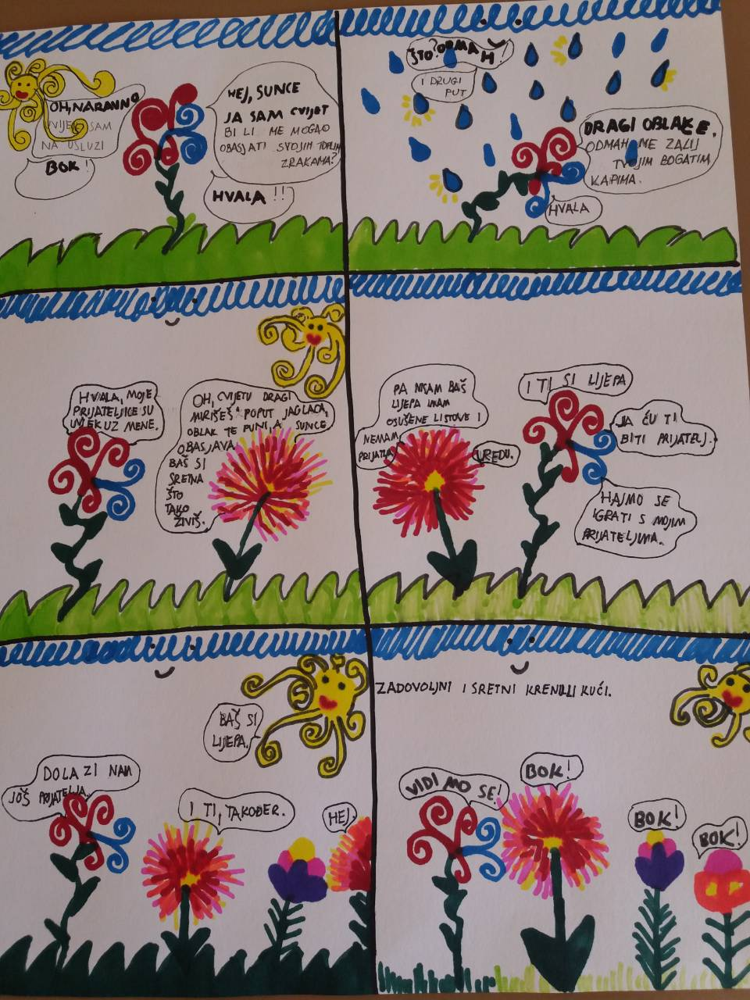 HEJ, SUNCE
JA SAM CVIJET
BI LI ME MOGAO
OBASJATI SVOJIH TOPLIM
ZRAKAMA?
HVALA!!
OH, NARAVNO
UVIJEK SAM
NA USLUZI
BOK!
ŠTO? ODMAH!
I DRUGI
PUT
DRAGI OBLAČE.
ODMAH ME ZALIJ
TVOJIM BOGATIM
KAPIMA.
HVALA
HVALA, MOJE
PRIJATELJICE SU
UVIJEK UZ MENE.
OH, CVIJETU DRAGI
MIRIŠEŠ POPUT JAGLACA,
OBLAK TE PUNI, A SUNCE
OBASJAVA.
BAŠ SI
SRETNA
ŠTO
TAKO
ŽIVIŠ.
PA NISAM BAŠ
LIJEPA IMAM
OSUŠENE LISTOVE I
NEMAM
PRIJATELJA
I TI SI LIJEPA
JA ĆU TI
BITI PRIJATELJ.
UREDU.
HAJMO SE
IGRATI S MOJIM
PRIJATELJIMA.
BAŠ SI
LIJEPA.
DOLAZI NAM
JOŠ PRIJATELJA.
I TI, TAKOĐER.
HEJ.
ZADOVOLJNI I SRETNI KRENULI KUĆI.
VIDIMO SE!
BOK!
BOK!
BOK!